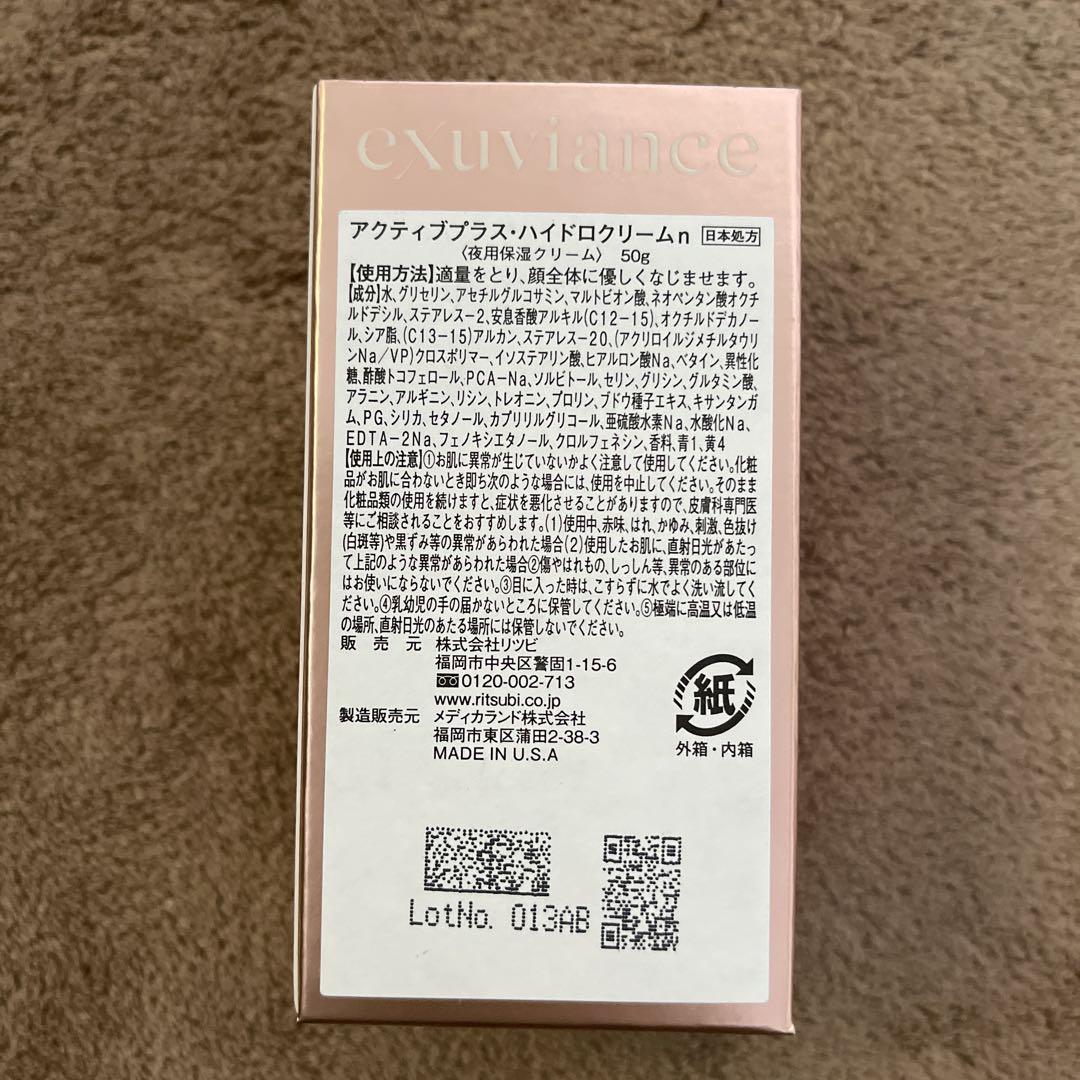 exuviance
アクティブプラス・ハイドロクリームn 日本処方
〈夜用保湿クリーム〉 50g
【使用方法】適量をとり、顔全体に優しくなじませます。
【成分】水、グリセリン、アセチルグルコサミン、マルトビオン酸、ネオペンタン酸オクチ
ルドデシル、ステアレス-2、安息香酸アルキル(C12-15)、オクチルドデカノー
ル、シア脂、(C13-15)アルカン、ステアレス-20、(アクリロイルジメチルタウリ
ンNa/VP)クロスポリマー、イソステアリン酸、ヒアルロン酸Na、ベタイン、異性化
糖、酢酸トコフェロール、PCA-Na、ソルビトール、セリン、グリシン、グルタミン酸、
アラニン、アルギニン、リシン、トレオニン、プロリン、ブドウ種子エキス、キサンタンガ
ム、PG、シリカ、セタノール、カプリリルグリコール、亜硫酸水素Na、水酸化Na、
EDTA-2Na、フェノキシエタノール、クロルフェネシン、香料、青1、黄4
【使用上の注意】①お肌に異常が生じていないかよく注意して使用してください。化粧
品がお肌に合わないとき即ち次のような場合には、使用を中止してください。そのまま
化粧品類の使用を続けますと、症状を悪化させることがありますので、皮膚科専門医
等にご相談されることをおすすめします。(1)使用中、赤味、はれ、かゆみ、刺激、色抜け
(白斑等)や黒ずみ等の異常があらわれた場合(2)使用したお肌に、直射日光があたっ
て上記のような異常があらわれた場合②傷やはれもの、しっしん等、異常のある部位に
はお使いにならないでください。③目に入った時は、こすらずに水でよく洗い流してく
ださい。④乳幼児の手の届かないところに保管してください。⑤極端に高温又は低温
の場所、直射日光のあたる場所には保管しないでください。
販売元 株式会社リツビ
福岡市中央区警固1-15-6
0120-002-713
www.ritsubi.co.jp
製造販売元 メディカランド株式会社
福岡市東区蒲田2-38-3
MADE IN U.S.A
紙
外箱・内箱
LotNo. 013AB